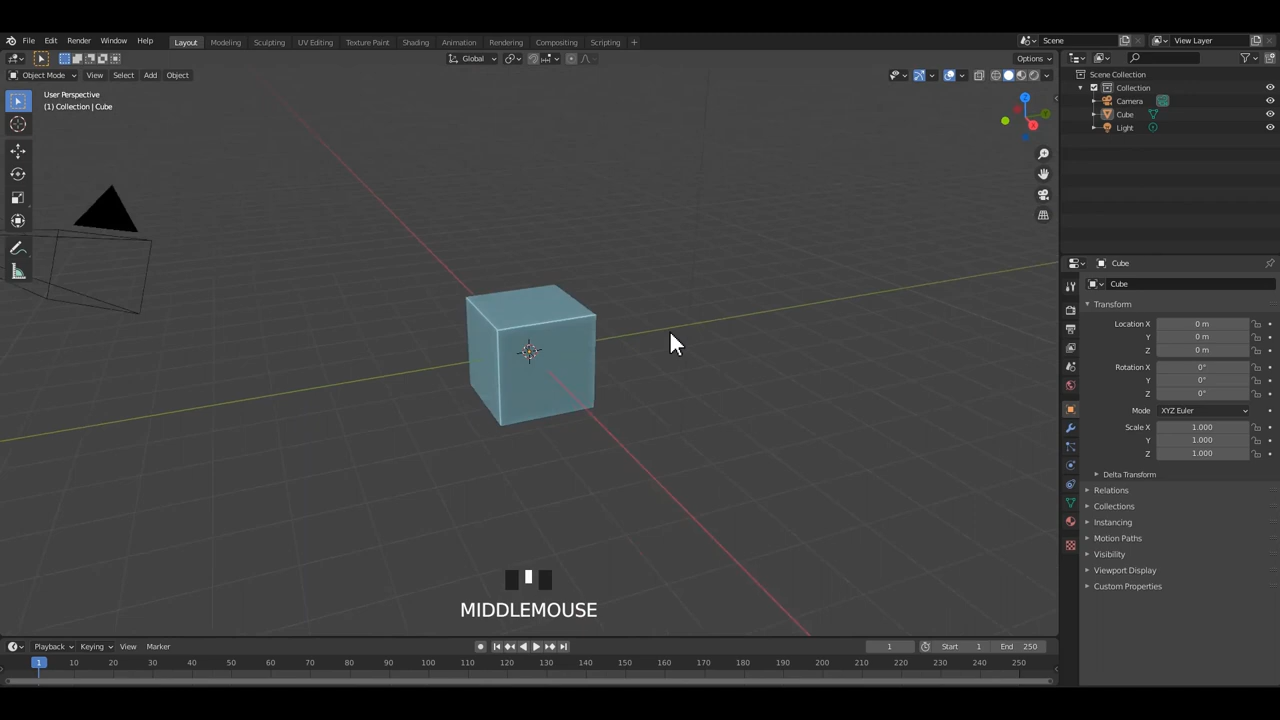 File Edit Render Window Help
Layout Modeling Sculpting UV Editing Texture Paint Shading Animation Rendering Compositing Scripting +
Scene
View Layer
Global
Options
Object Mode View Select Add Object
User Perspective
(1) Collection | Cube
Z
X
Y
Scene Collection
Collection
Camera
Cube
Light
Cube
Cube
Transform
Location X 0 m
Y 0 m
Z 0 m
Rotation X 0°
Y 0°
Z 0°
Mode XYZ Euler
Scale X 1.000
Y 1.000
Z 1.000
Delta Transform
Relations
Collections
Instancing
Motion Paths
Visibility
Viewport Display
Custom Properties
MIDDLEMOUSE
Playback Keying View Marker
1 Start 1 End 250
1 10 20 30 40 50 60 70 80 90 100 110 120 130 140 150 160 170 180 190 200 210 220 230 240 250